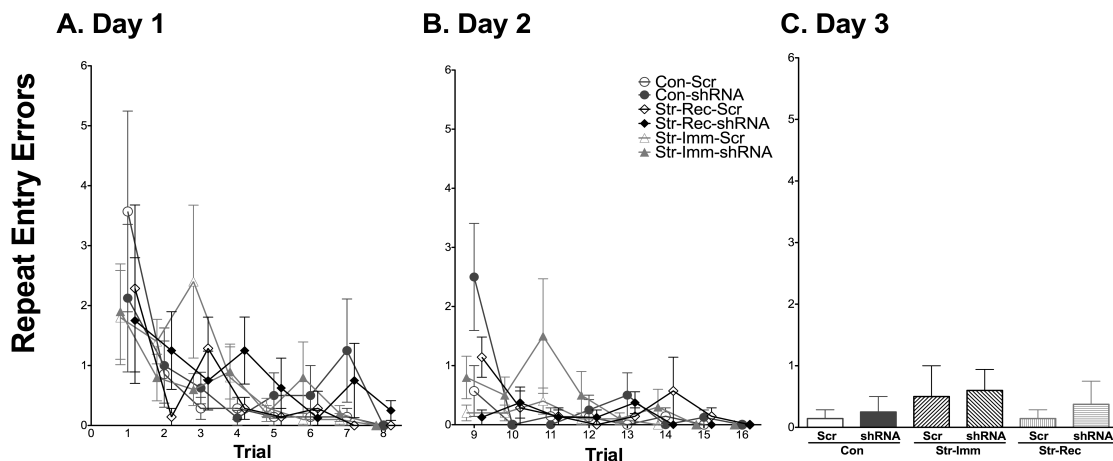 A. Day 1
B. Day 2
C. Day 3
Repeat Entry Errors
6
5
4
3
2
1
0
0 1 2 3 4 5 6 7 8
Trial
6
5
4
3
2
1
0
9 10 11 12 13 14 15 16
Trial
Con-Scr
Con-shRNA
Str-Rec-Scr
Str-Rec-shRNA
Str-Imm-Scr
Str-Imm-shRNA
6
5
4
3
2
1
0
Scr shRNA Scr shRNA Scr shRNA
Con Str-Imm Str-Rec